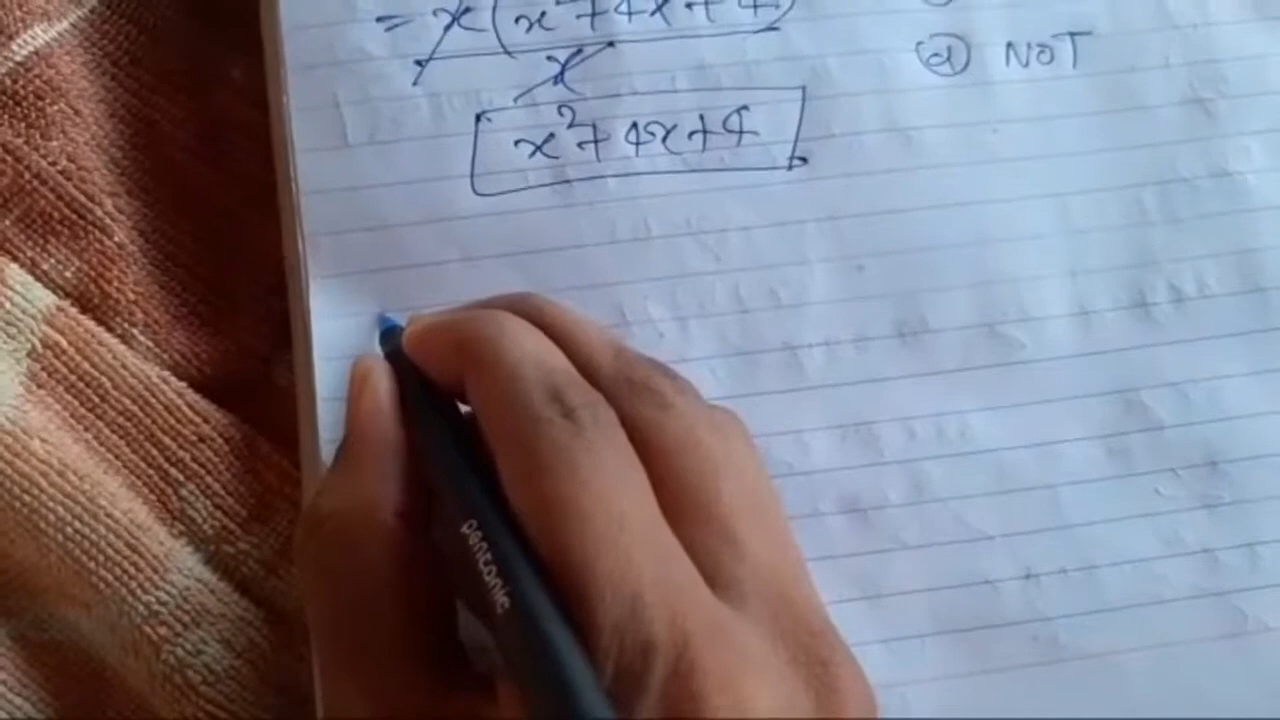 = x(x²+4x+4)
x
x²+4x+4
ⓓ NOT
pentonic